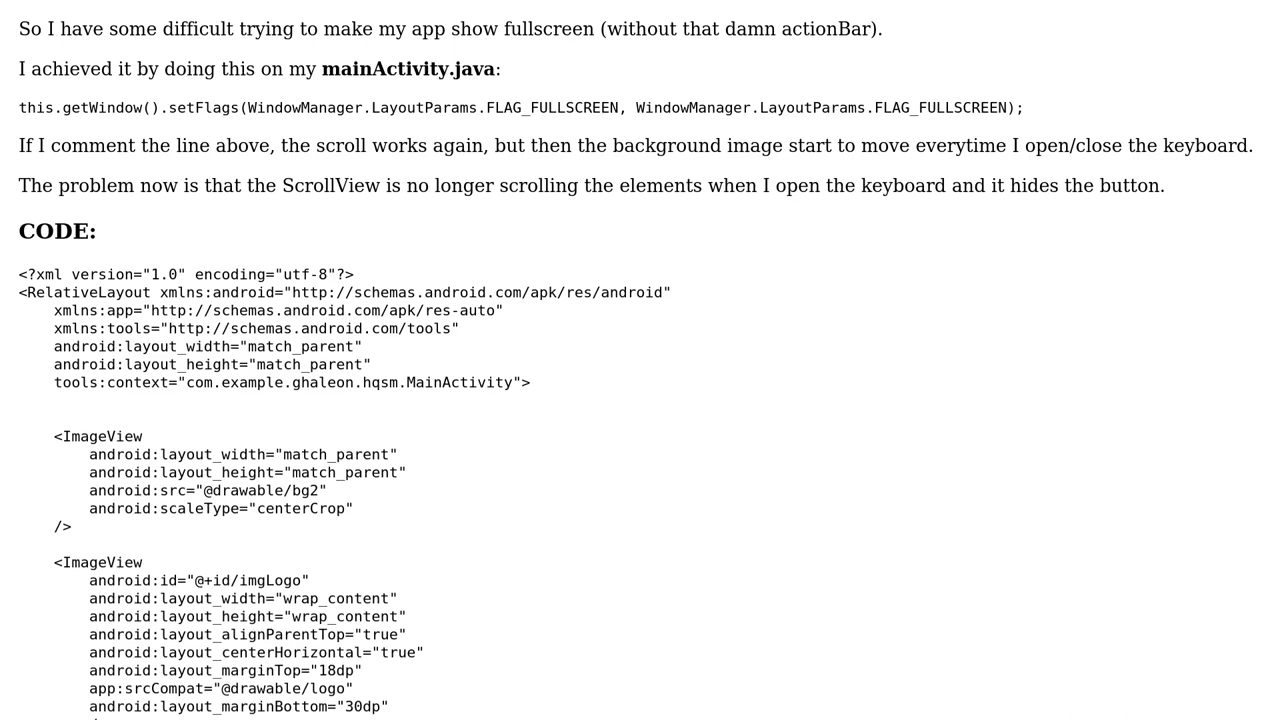 So I have some difficult trying to make my app show fullscreen (without that damn actionBar).
I achieved it by doing this on my mainActivity.java:
this.getWindow().setFlags(WindowManager.LayoutParams.FLAG_FULLSCREEN, WindowManager.LayoutParams.FLAG_FULLSCREEN);
If I comment the line above, the scroll works again, but then the background image start to move everytime I open/close the keyboard.
The problem now is that the ScrollView is no longer scrolling the elements when I open the keyboard and it hides the button.
CODE:
<?xml version="1.0" encoding="utf-8"?>
<RelativeLayout xmlns:android="http://schemas.android.com/apk/res/android"
    xmlns:app="http://schemas.android.com/apk/res-auto"
    xmlns:tools="http://schemas.android.com/tools"
    android:layout_width="match_parent"
    android:layout_height="match_parent"
    tools:context="com.example.ghaleon.hqsm.MainActivity">
    <ImageView
        android:layout_width="match_parent"
        android:layout_height="match_parent"
        android:src="@drawable/bg2"
        android:scaleType="centerCrop"
    />
    <ImageView
        android:id="@+id/imgLogo"
        android:layout_width="wrap_content"
        android:layout_height="wrap_content"
        android:layout_alignParentTop="true"
        android:layout_centerHorizontal="true"
        android:layout_marginTop="18dp"
        app:srcCompat="@drawable/logo"
        android:layout_marginBottom="30dp"